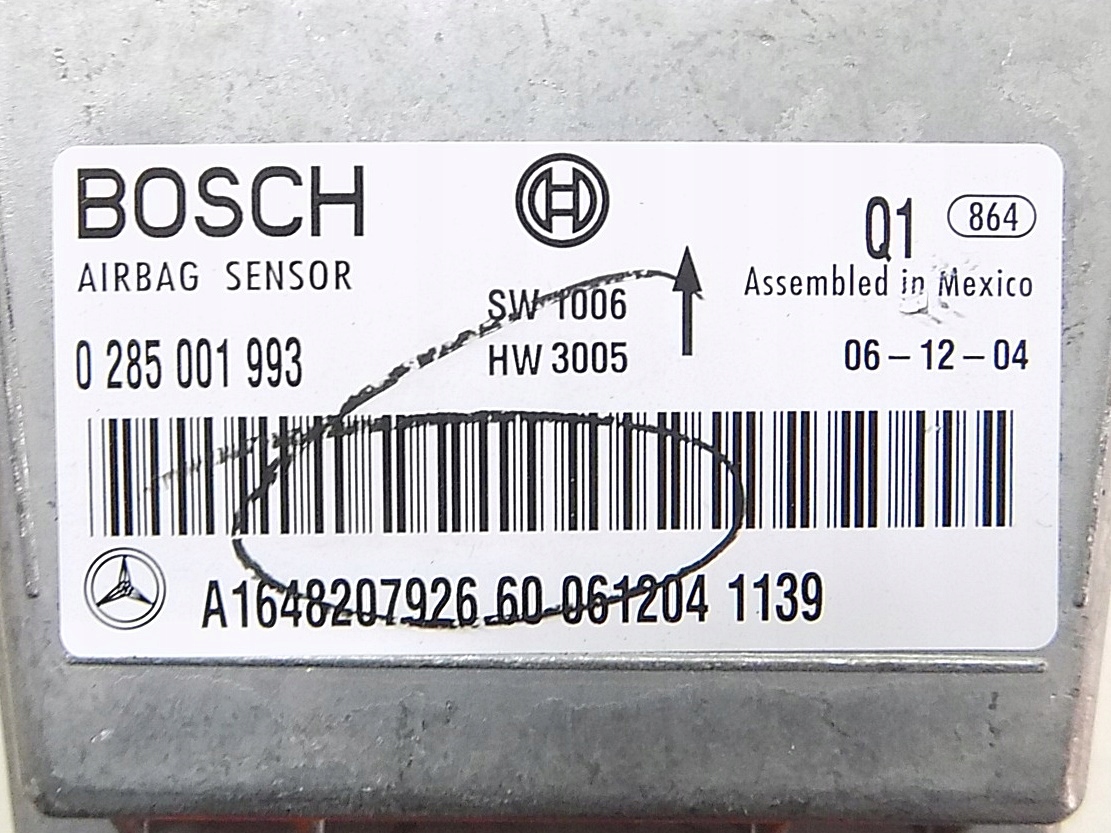 BOSCH
Q1 864
AIRBAG SENSOR
Assembled in Mexico
SW 1006
0 285 001 993
HW 3005
06-12-04
A1648207926 60 061204 1139